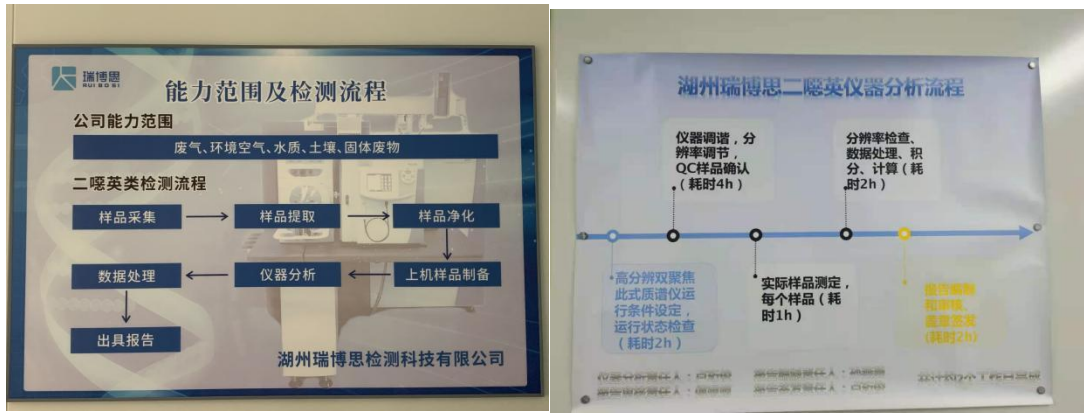 瑞博思
RUI BO SI
能力范围及检测流程
公司能力范围
废气、环境空气、水质、土壤、固体废物
二噁英类检测流程
样品采集
样品提取
样品净化
数据处理
仪器分析
上机样品制备
出具报告
湖州瑞博思检测科技有限公司
湖州瑞博思二噁英仪器分析流程
仪器调谐，分
辨率调节，
QC样品确认
（耗时4h）
分辨率检查、
数据处理、积
分、计算（耗
时2h）
高分辨双聚焦
此式质谱仪运
行条件设定，
运行状态检查
（耗时2h）
实际样品测定，
每个样品（耗
时1h）
和审核、
（耗时2h）